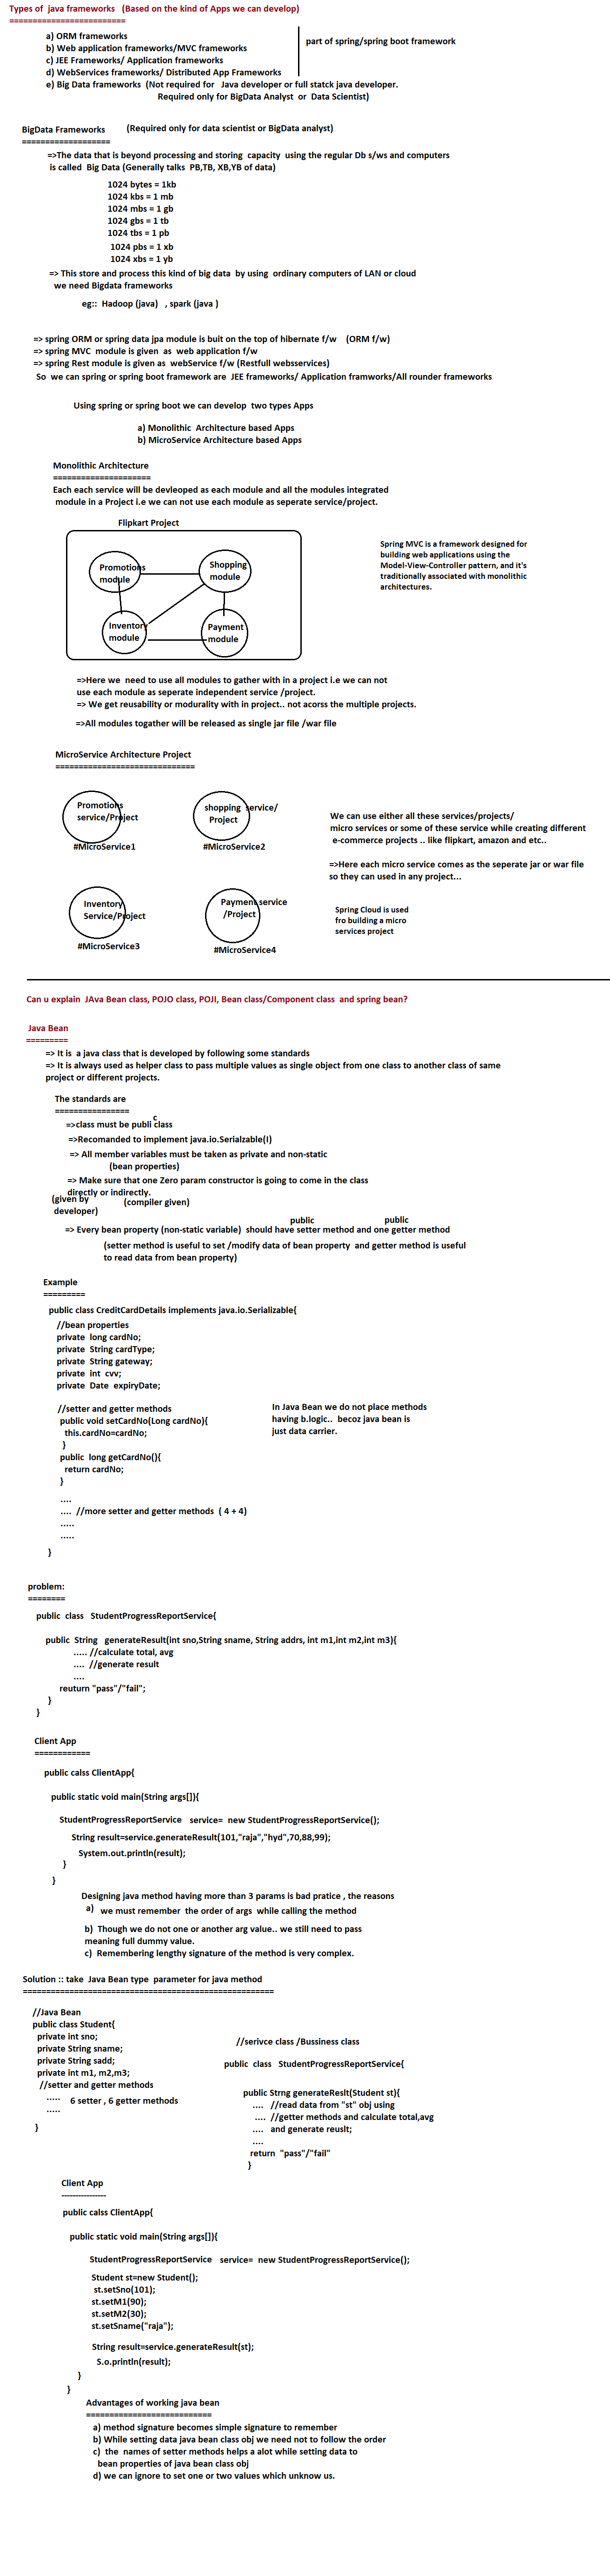 Types of  java frameworks   (Based on the kind of Apps we can develop)
=========================
a) ORM frameworks
b) Web application frameworks/MVC frameworks
c) JEE Frameworks/ Application frameworks
d) WebServices frameworks/ Distributed App Frameworks
part of spring/spring boot framework
e) Big Data frameworks  (Not required for   Java developer or full statck java developer.
Required only for BigData Analyst  or  Data Scientist)
BigData Frameworks
(Required only for data scientist or BigData analyst)
===================
=>The data that is beyond processing and storing  capacity  using the regular Db s/ws and computers
is called  Big Data (Generally talks  PB,TB, XB,YB of data)
1024 bytes = 1kb
1024 kbs = 1 mb
1024 mbs = 1 gb
1024 gbs = 1 tb
1024 tbs = 1 pb
1024 pbs = 1 xb
1024 xbs = 1 yb
=> This store and process this kind of big data  by using  ordinary computers of LAN or cloud
we need Bigdata frameworks
eg::  Hadoop (java)   , spark (java )
=> spring ORM or spring data jpa module is buit on the top of hibernate f/w    (ORM f/w)
=> spring MVC  module is given  as  web application f/w
=> spring Rest module is given as  webService f/w (Restfull websservices)
So  we can spring or spring boot framework are  JEE frameworks/ Application framworks/All rounder frameworks
Using spring or spring boot we can develop  two types Apps
a) Monolithic  Architecture based Apps
b) MicroService Architecture based Apps
Monolithic Architecture
=====================
Each each service will be devleoped as each module and all the modules integrated
module in a Project i.e we can not use each module as seperate service/project.
Flipkart Project
Promotions
module
Shopping
module
Inventory
module
Payment
module
Spring MVC is a framework designed for
building web applications using the
Model-View-Controller pattern, and it's
traditionally associated with monolithic
architectures.
=>Here we  need to use all modules to gather with in a project i.e we can not
use each module as seperate independent service /project.
=> We get reusability or modurality with in project.. not acorss the multiple projects.
=>All modules togather will be released as single jar file /war file
MicroService Architecture Project
==============================
Promotions
service/Project
#MicroService1
shopping  service/
Project
#MicroService2
We can use either all these services/projects/
micro services or some of these service while creating different
e-commerce projects .. like flipkart, amazon and etc..
=>Here each micro service comes as the seperate jar or war file
so they can used in any project...
Inventory
Service/Project
#MicroService3
Payment service
/Project
#MicroService4
Spring Cloud is used
fro building a micro
services project
Can u explain  JAva Bean class, POJO class, POJI, Bean class/Component class  and spring bean?
Java Bean
=========
=> It is  a java class that is developed by following some standards
=> It is always used as helper class to pass multiple values as single object from one class to another class of same
project or different projects.
The standards are
================
c
=>class must be publi class
=>Recomanded to implement java.io.Serialzable(I)
=> All member variables must be taken as private and non-static
(bean properties)
=> Make sure that one Zero param constructor is going to come in the class
directly or indirectly.
(given by
developer)
(compiler given)
public
public
=> Every bean property (non-static variable)  should have setter method and one getter method
(setter method is useful to set /modify data of bean property  and getter method is useful
to read data from bean property)
Example
=========
public class CreditCardDetails implements java.io.Serializable{
//bean properties
private  long cardNo;
private  String cardType;
private  String gateway;
private  int  cvv;
private  Date  expiryDate;
//setter and getter methods
public void setCardNo(Long cardNo){
this.cardNo=cardNo;
}
public  long getCardNo(){
return cardNo;
}
In Java Bean we do not place methods
having b.logic..  becoz java bean is
just data carrier.
....
....  //more setter and getter methods  ( 4 + 4)
.....
.....
}
problem:
========
public  class   StudentProgressReportService{
public  String   generateResult(int sno,String sname, String addrs, int m1,int m2,int m3){
..... //calculate total, avg
....  //generate result
....
reuturn "pass"/"fail";
}
}
Client App
============
public calss ClientApp{
public static void main(String args[]){
StudentProgressReportService   service=  new StudentProgressReportService();
String result=service.generateResult(101,"raja","hyd",70,88,99);
System.out.println(result);
}
}
Designing java method having more than 3 params is bad pratice , the reasons
a)  we must remember  the order of args  while calling the method
b)  Though we do not one or another arg value.. we still need to pass
meaning full dummy value.
c)  Remembering lengthy signature of the method is very complex.
Solution :: take  Java Bean type  parameter for java method
======================================================
//Java Bean
public class Student{
private int sno;
private String sname;
private String sadd;
private int m1, m2,m3;
//setter and getter methods
.....
6 setter , 6 getter methods
.....
}
//serivce class /Bussiness class
public  class   StudentProgressReportService{
public Strng generateReslt(Student st){
....  //read data from "st" obj using
....  //getter methods and calculate total,avg
....  and generate reuslt;
....
return  "pass"/"fail"
}
Client App
----------------
public calss ClientApp{
public static void main(String args[]){
StudentProgressReportService   service=  new StudentProgressReportService();
Student st=new Student();
st.setSno(101);
st.setM1(90);
st.setM2(30);
st.setSname("raja");
String result=service.generateResult(st);
S.o.println(result);
}
}
Advantages of working java bean
===========================
a) method signature becomes simple signature to remember
b) While setting data java bean class obj we need not to follow the order
c)  the  names of setter methods helps a alot while setting data to
bean properties of java bean class obj
d) we can ignore to set one or two values which unknow us.